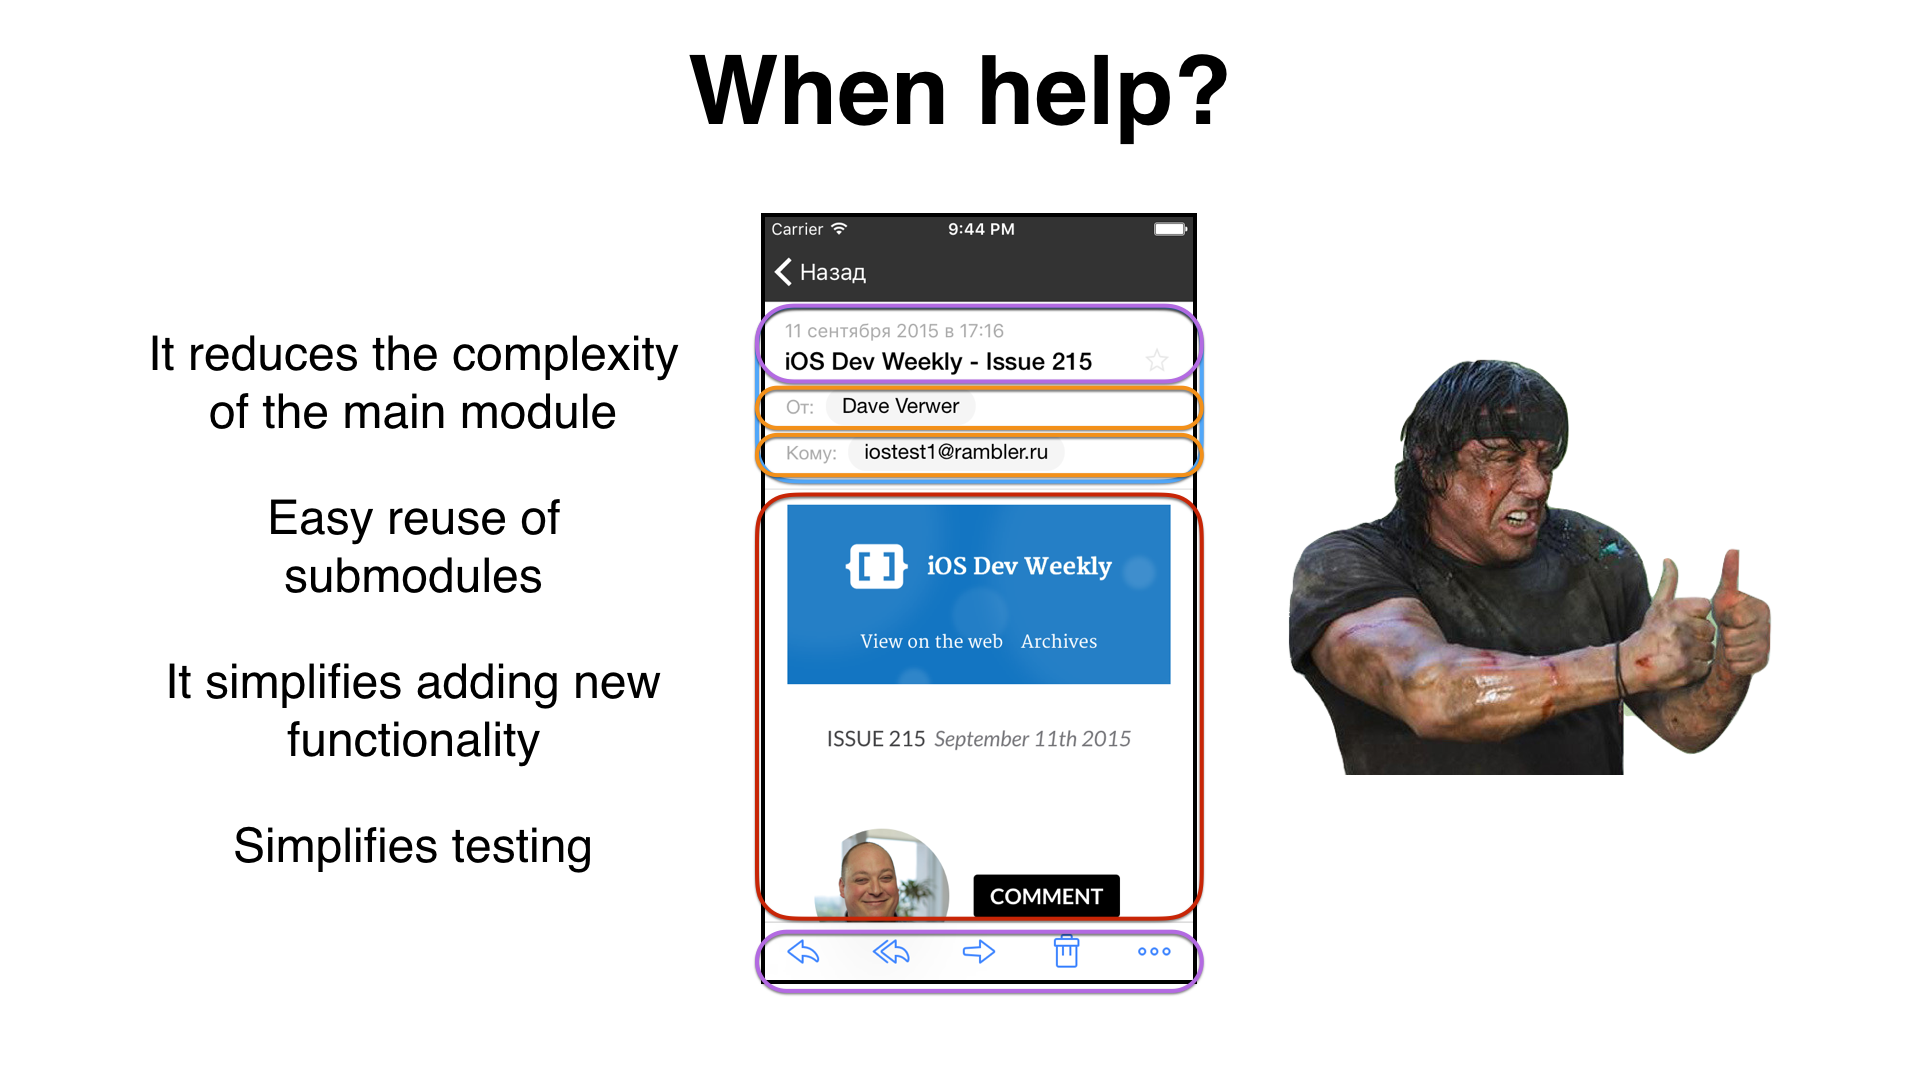 When help?
It reduces the complexity
of the main module
Easy reuse of
submodules
It simplifies adding new
functionality
Simplifies testing
Carrier 9:44 PM
Назад
11 сентября 2015 в 17:16
iOS Dev Weekly - Issue 215
От: Dave Verwer
Кому: iostest1@rambler.ru
iOS Dev Weekly
View on the web Archives
ISSUE 215 September 11th 2015
COMMENT